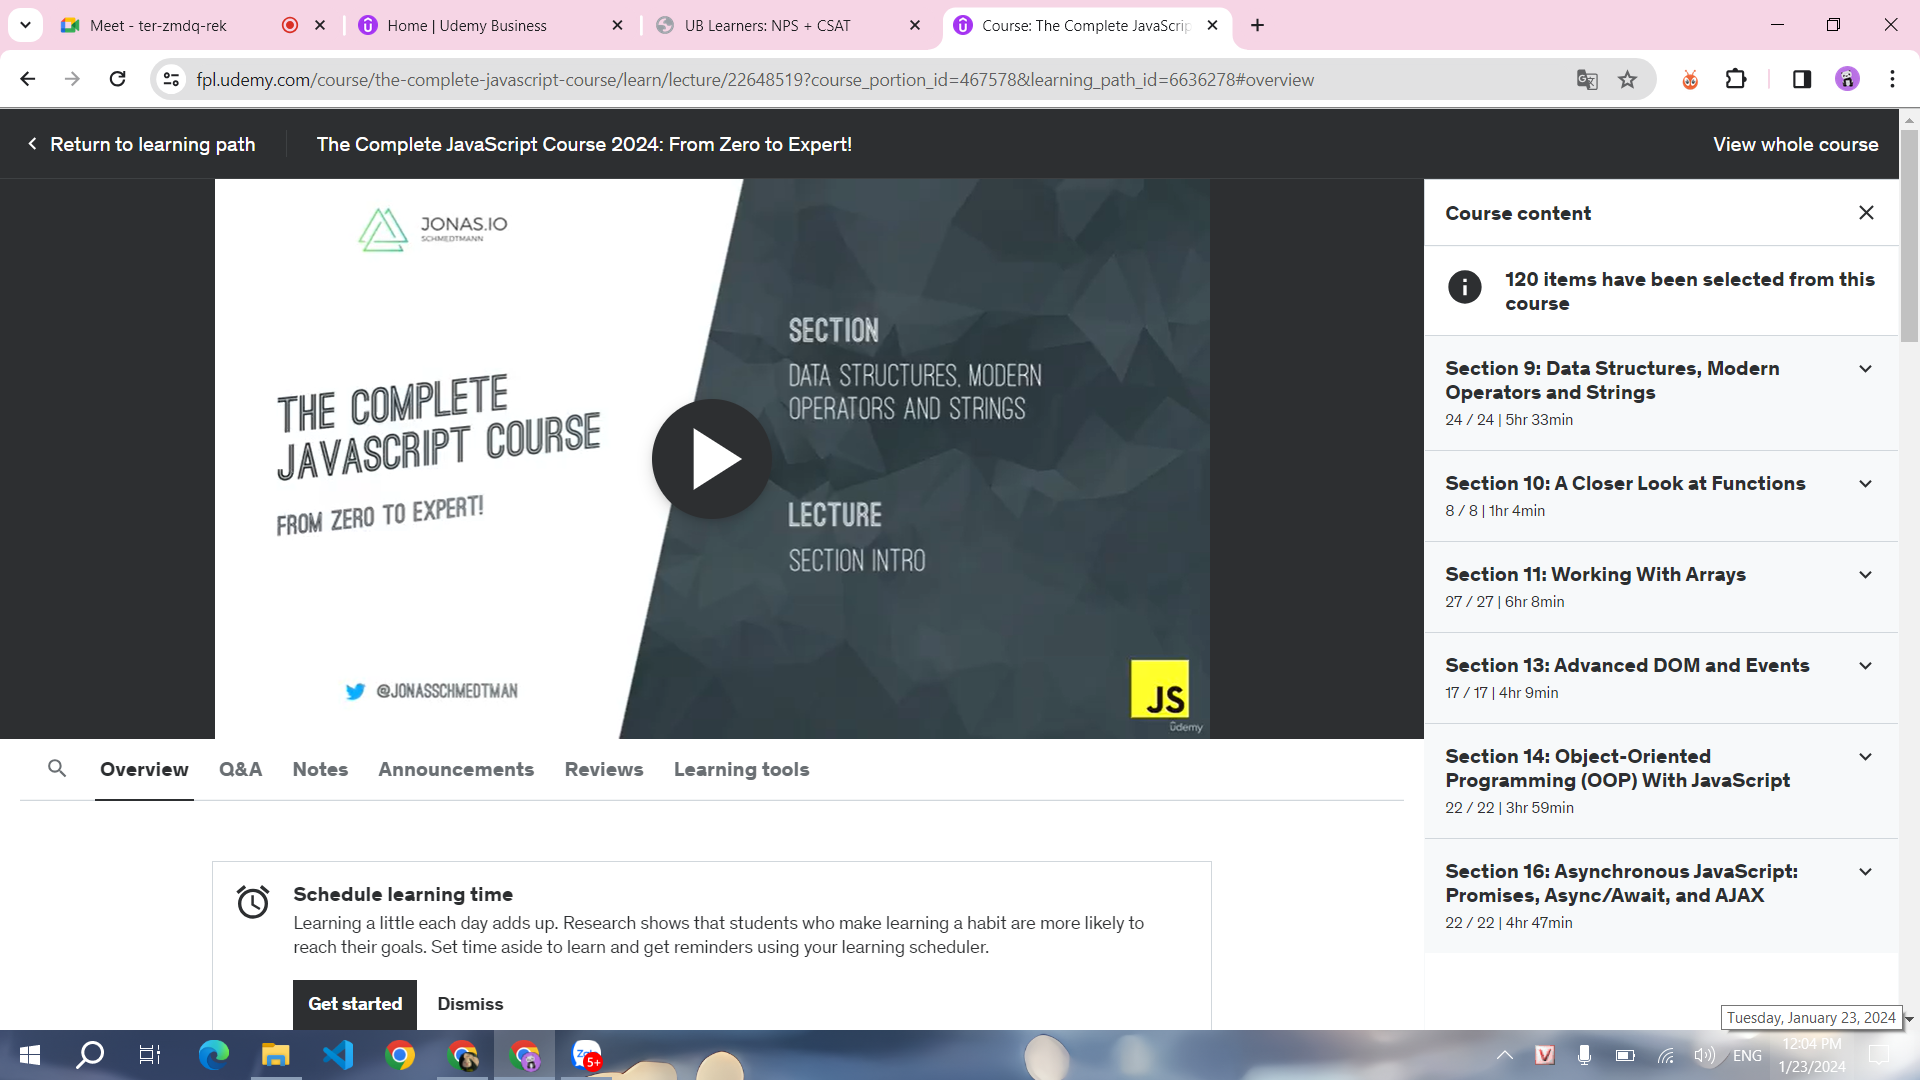 Meet - ter-zmdq-rek
Home | Udemy Business
UB Learners: NPS + CSAT
Course: The Complete JavaScrip
fpl.udemy.com/course/the-complete-javascript-course/learn/lecture/22648519?course_portion_id=467578&learning_path_id=6636278#overview
Return to learning path
The Complete JavaScript Course 2024: From Zero to Expert!
View whole course
JONAS.IO
SCHMEDTMANN
THE COMPLETE
JAVASCRIPT COURSE
FROM ZERO TO EXPERT!
@JONASSCHMEDTMAN
SECTION
DATA STRUCTURES, MODERN
OPERATORS AND STRINGS
LECTURE
SECTION INTRO
JS
ûdemy
Course content
120 items have been selected from this
course
Section 9: Data Structures, Modern
Operators and Strings
24 / 24 | 5hr 33min
Section 10: A Closer Look at Functions
8 / 8 | 1hr 4min
Section 11: Working With Arrays
27 / 27 | 6hr 8min
Section 13: Advanced DOM and Events
17 / 17 | 4hr 9min
Section 14: Object-Oriented
Programming (OOP) With JavaScript
22 / 22 | 3hr 59min
Section 16: Asynchronous JavaScript:
Promises, Async/Await, and AJAX
22 / 22 | 4hr 47min
Overview
Q&A
Notes
Announcements
Reviews
Learning tools
Schedule learning time
Learning a little each day adds up. Research shows that students who make learning a habit are more likely to
reach their goals. Set time aside to learn and get reminders using your learning scheduler.
Get started
Dismiss
Tuesday, January 23, 2024
5+
V
ENG
12:04 PM
1/23/2024